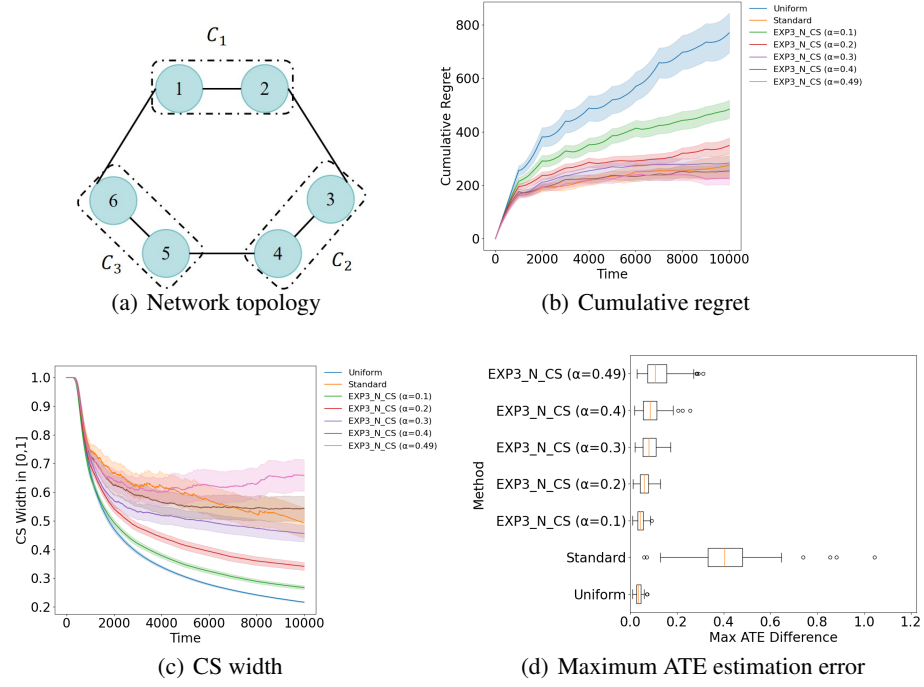 C₁
1
2
6
3
5
4
C₃
C₂
(a) Network topology
Cumulative Regret
800
600
400
200
0
0 2000 4000 6000 8000 10000
Time
Uniform
Standard
EXP3_N_CS (α=0.1)
EXP3_N_CS (α=0.2)
EXP3_N_CS (α=0.3)
EXP3_N_CS (α=0.4)
EXP3_N_CS (α=0.49)
(b) Cumulative regret
CS Width in [0,1]
1.0
0.9
0.8
0.7
0.6
0.5
0.4
0.3
0.2
0 2000 4000 6000 8000 10000
Time
Uniform
Standard
EXP3_N_CS (α=0.1)
EXP3_N_CS (α=0.2)
EXP3_N_CS (α=0.3)
EXP3_N_CS (α=0.4)
EXP3_N_CS (α=0.49)
(c) CS width
Method
EXP3_N_CS (α=0.49)
EXP3_N_CS (α=0.4)
EXP3_N_CS (α=0.3)
EXP3_N_CS (α=0.2)
EXP3_N_CS (α=0.1)
Standard
Uniform
0.0 0.2 0.4 0.6 0.8 1.0 1.2
Max ATE Difference
(d) Maximum ATE estimation error